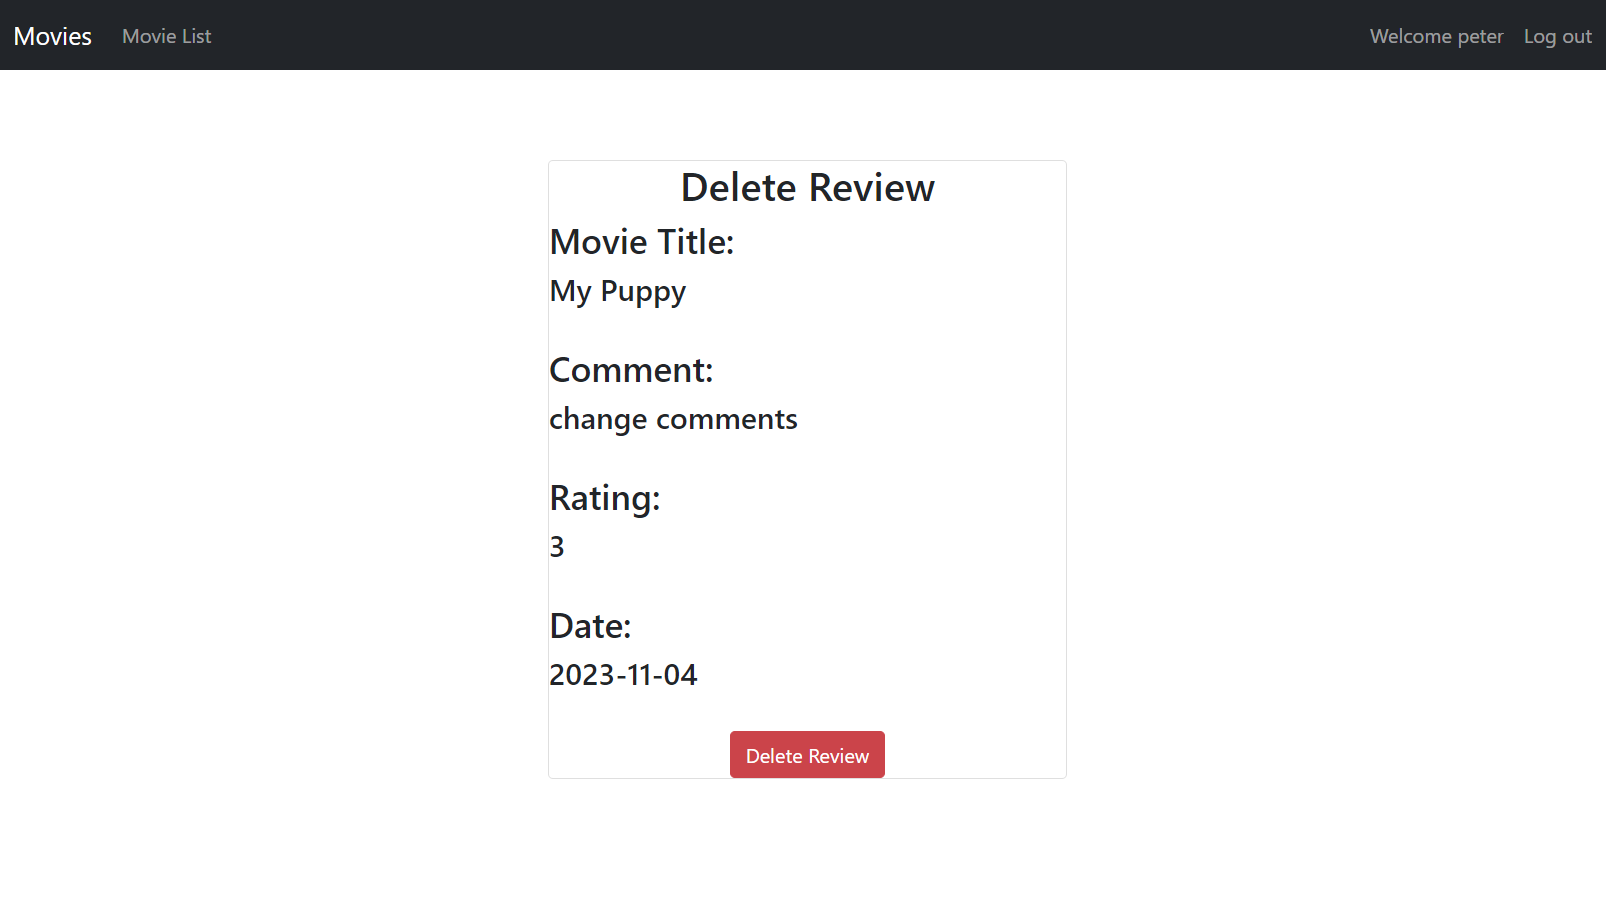 Movies Movie List Welcome peter Log out
Delete Review
Movie Title:
My Puppy
Comment:
change comments
Rating:
3
Date:
2023-11-04
Delete Review